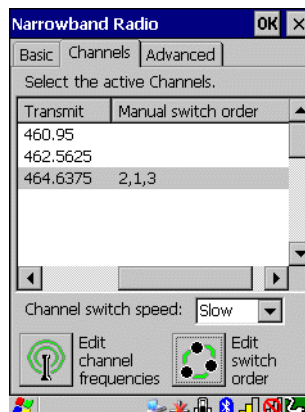 Narrowband Radio OK ×
Basic Channels Advanced
Select the active Channels.
Transmit Manual switch order
460.95
462.5625
464.6375 2,1,3
Channel switch speed: Slow
Edit channel frequencies
Edit switch order